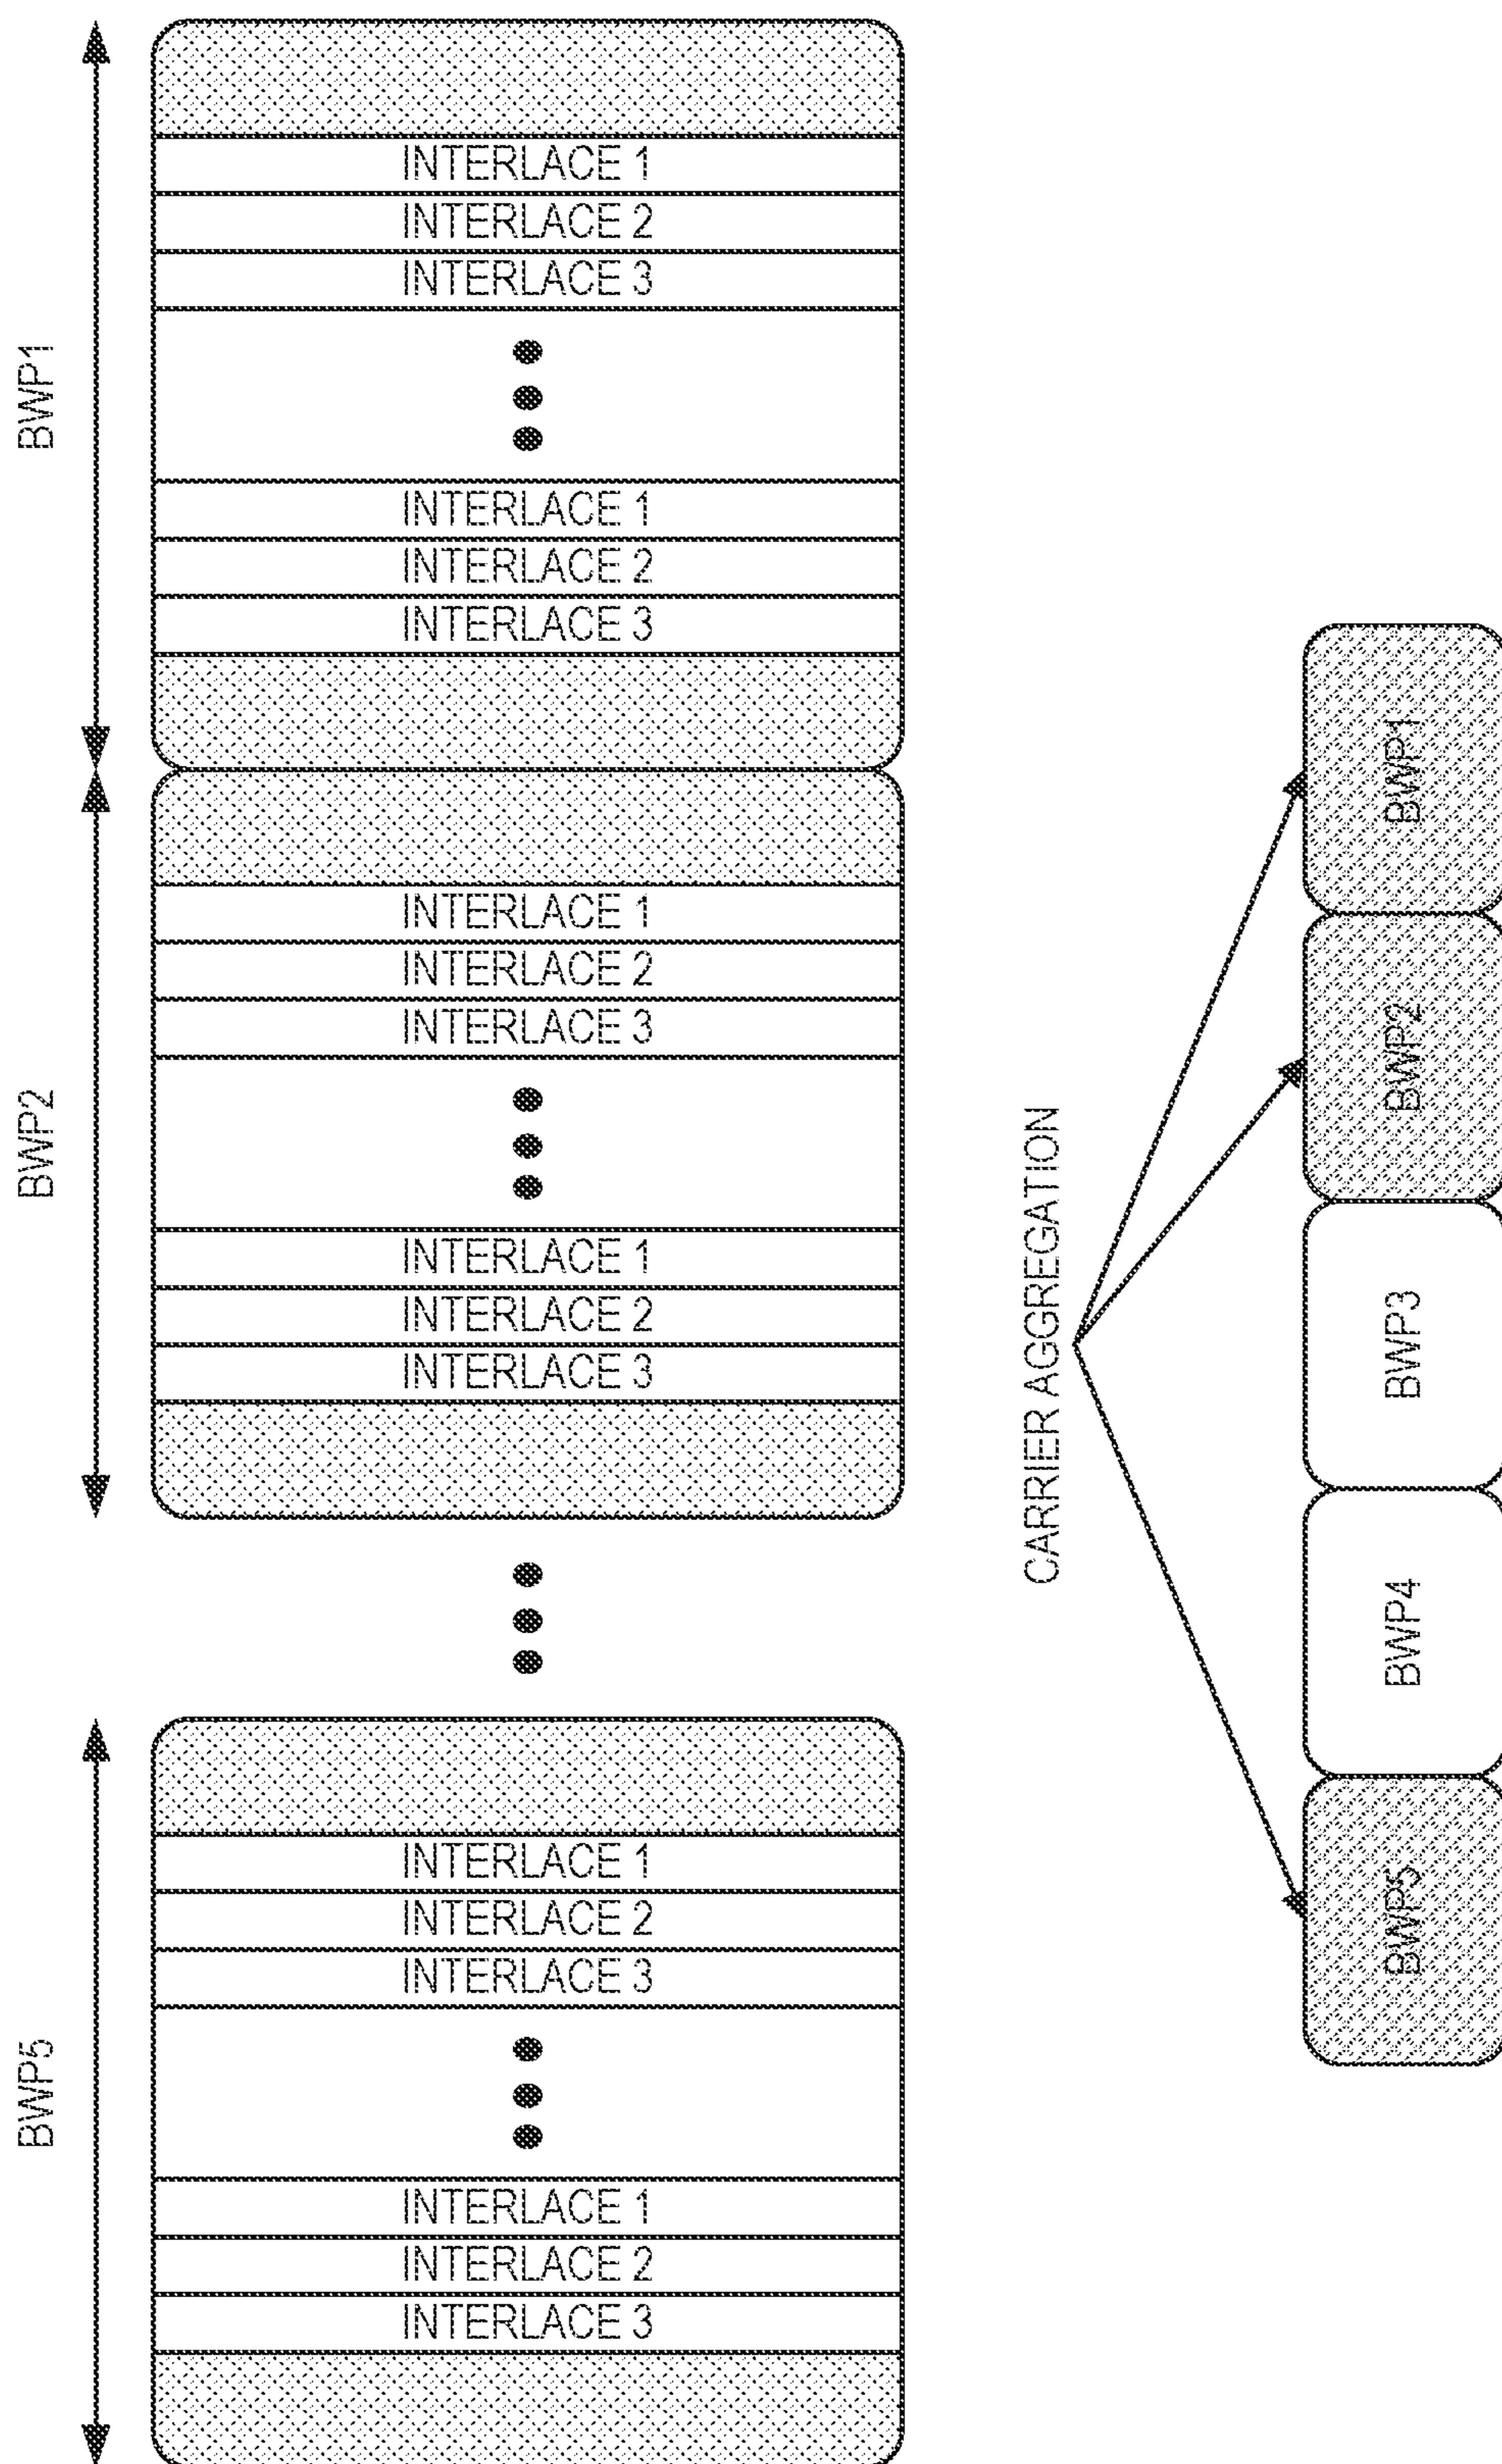 BWP1
INTERLACE 1
INTERLACE 2
INTERLACE 3
INTERLACE 1
INTERLACE 2
INTERLACE 3
BWP2
INTERLACE 1
INTERLACE 2
INTERLACE 3
INTERLACE 1
INTERLACE 2
INTERLACE 3
BWP5
INTERLACE 1
INTERLACE 2
INTERLACE 3
INTERLACE 1
INTERLACE 2
INTERLACE 3
CARRIER AGGREGATION
BWP1
BWP2
BWP3
BWP4
BWP5